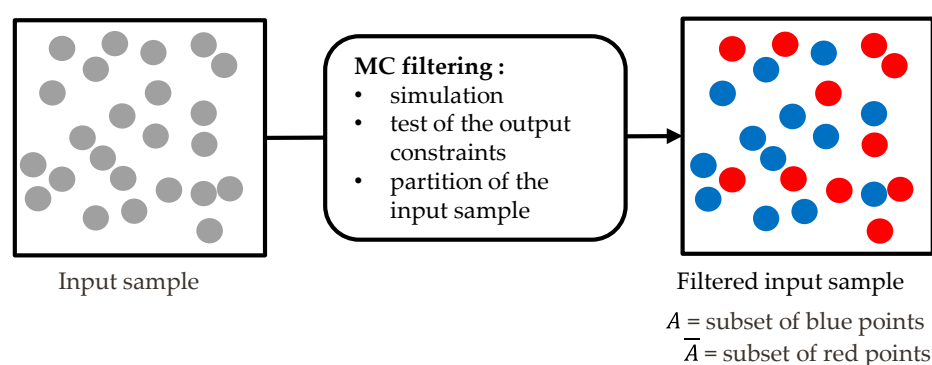 MC filtering :
• simulation
• test of the output
constraints
• partition of the
input sample
Input sample
Filtered input sample
A = subset of blue points
A̅ = subset of red points